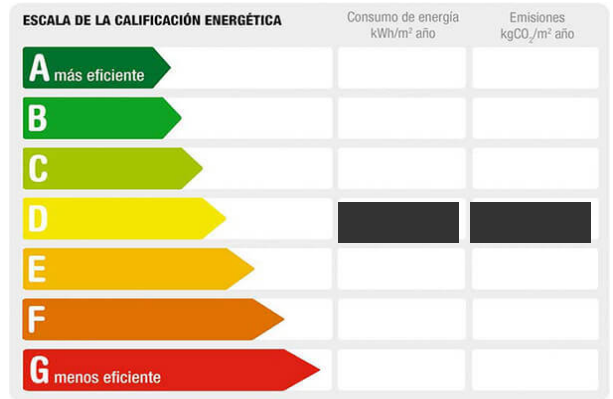 ESCALA DE LA CALIFICACIÓN ENERGÉTICA
Consumo de energía
kWh/m² año
Emisiones
kgCO₂/m² año
A más eficiente
B
C
D
E
F
G menos eficiente